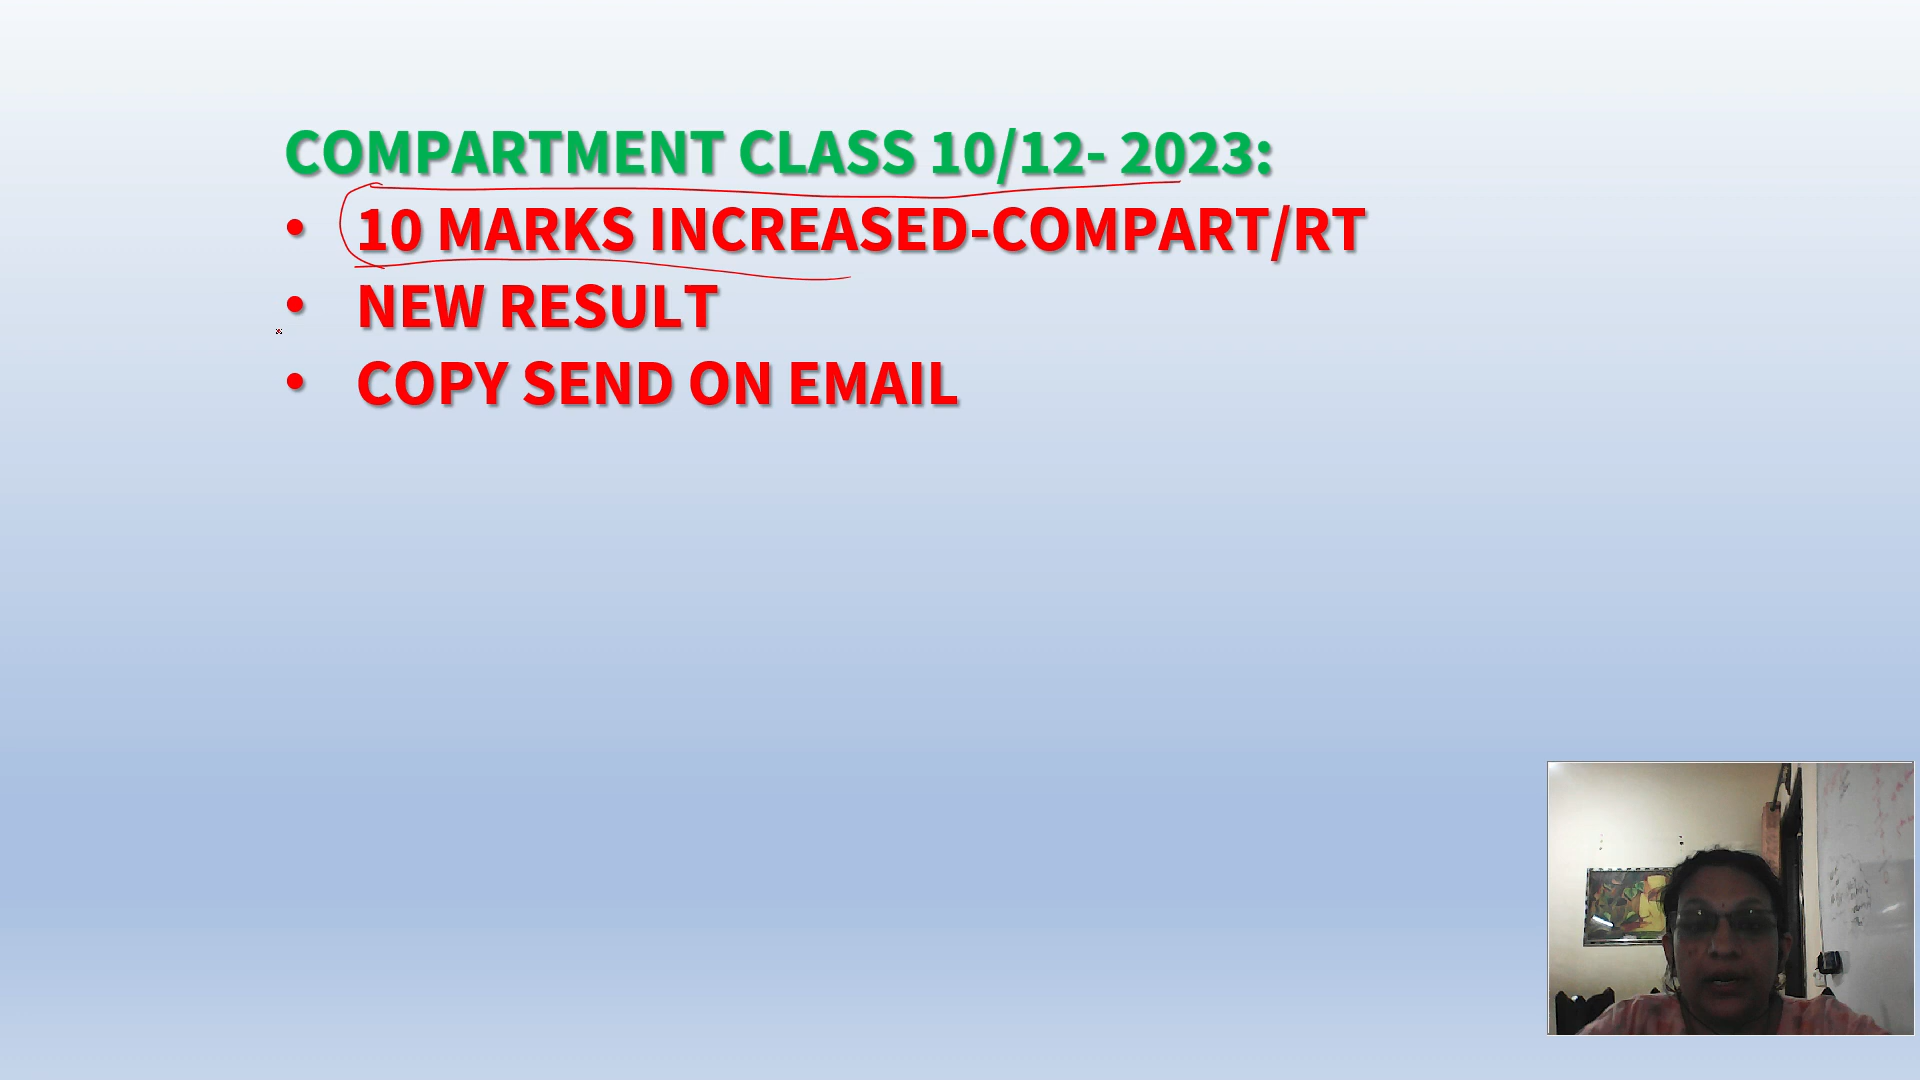 COMPARTMENT CLASS 10/12- 2023:
• 10 MARKS INCREASED-COMPART/RT
• NEW RESULT
• COPY SEND ON EMAIL